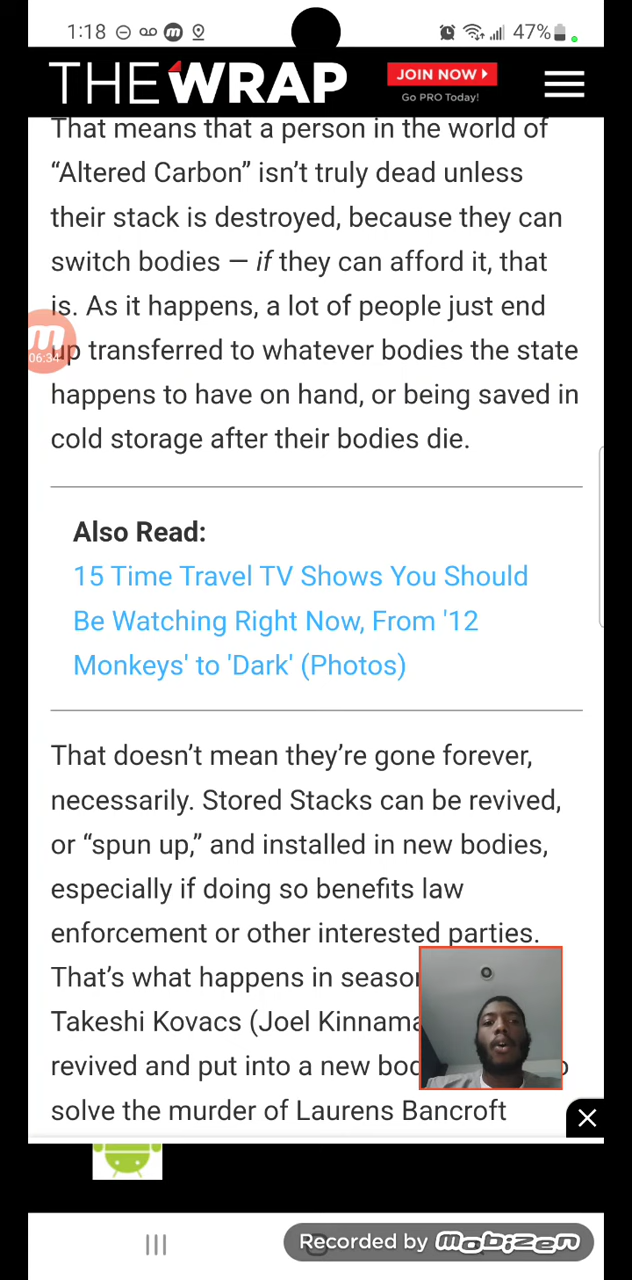 1:18
47%
THE WRAP
JOIN NOW
Go PRO Today!
That means that a person in the world of
“Altered Carbon” isn’t truly dead unless
their stack is destroyed, because they can
switch bodies — if they can afford it, that
is. As it happens, a lot of people just end
06:34
up transferred to whatever bodies the state
happens to have on hand, or being saved in
cold storage after their bodies die.
Also Read:
15 Time Travel TV Shows You Should
Be Watching Right Now, From '12
Monkeys' to 'Dark' (Photos)
That doesn’t mean they’re gone forever,
necessarily. Stored Stacks can be revived,
or “spun up,” and installed in new bodies,
especially if doing so benefits law
enforcement or other interested parties.
That’s what happens in
Takeshi Kovacs (Joel
revived and put into a new
solve the murder of Laurens Bancroft
Recorded by mobizen